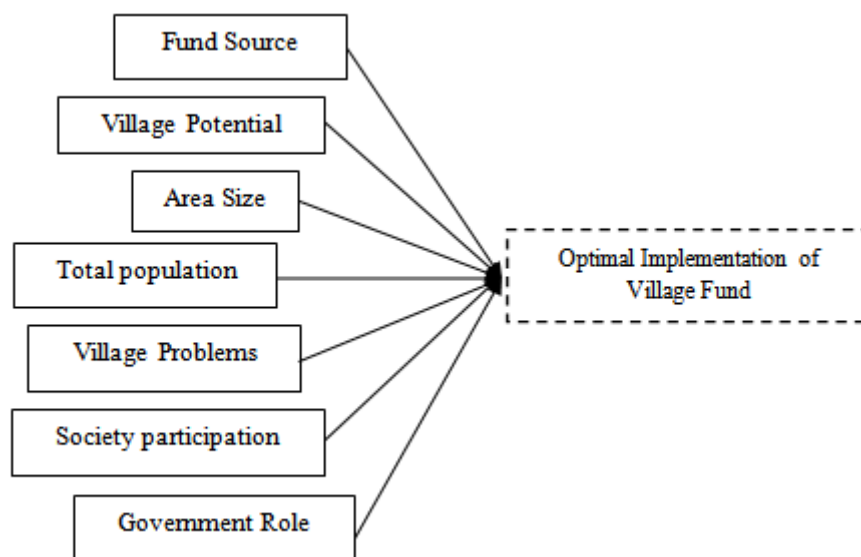 Fund Source
Village Potential
Area Size
Total population
Village Problems
Society participation
Government Role
Optimal Implementation of
Village Fund